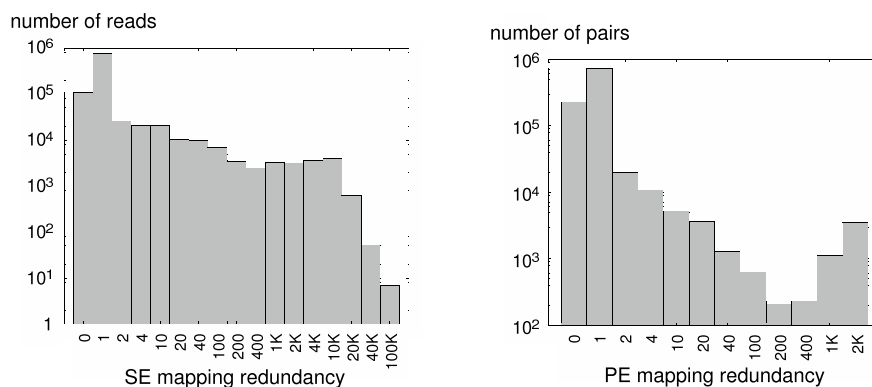 number of reads
10⁶
10⁵
10⁴
10³
10²
10¹
1
0 1 2 4 10 20 40 100 200 400 1K 2K 4K 10K 20K 40K 100K
SE mapping redundancy
number of pairs
10⁶
10⁵
10⁴
10³
10²
0 1 2 4 10 20 40 100 200 400 1K 2K
PE mapping redundancy